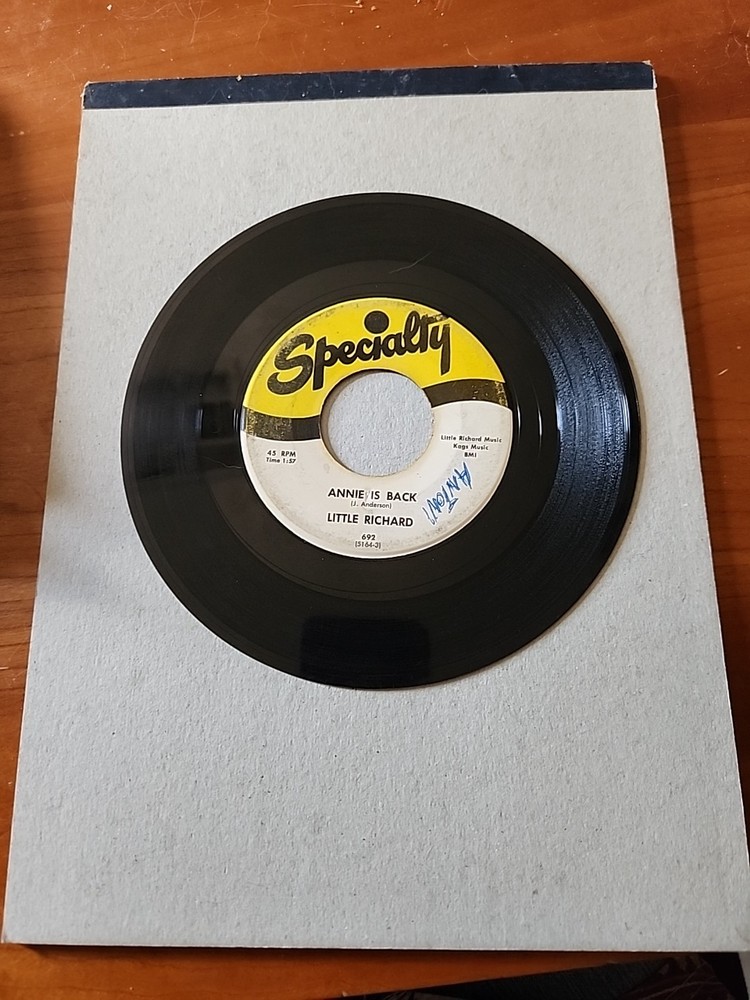 Specialty
45 RPM
Time 1:57
Little Richard Music
Kags Music
BMI
ANNIE IS BACK
(J. Anderson)
LITTLE RICHARD
692
(5164-3)